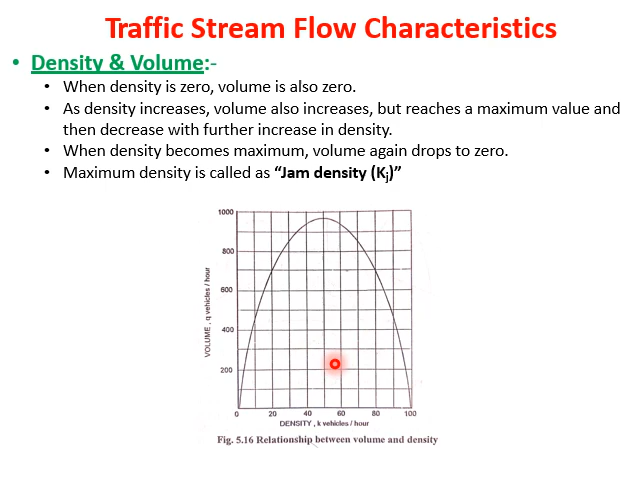 Traffic Stream Flow Characteristics
• Density & Volume:-
• When density is zero, volume is also zero.
• As density increases, volume also increases, but reaches a maximum value and
then decrease with further increase in density.
• When density becomes maximum, volume again drops to zero.
• Maximum density is called as “Jam density (Kj)”
1000
800
600
400
200
VOLUME, q vehicles / hour
0 20 40 60 80 100
DENSITY, k vehicles / hour
Fig. 5.16 Relationship between volume and density